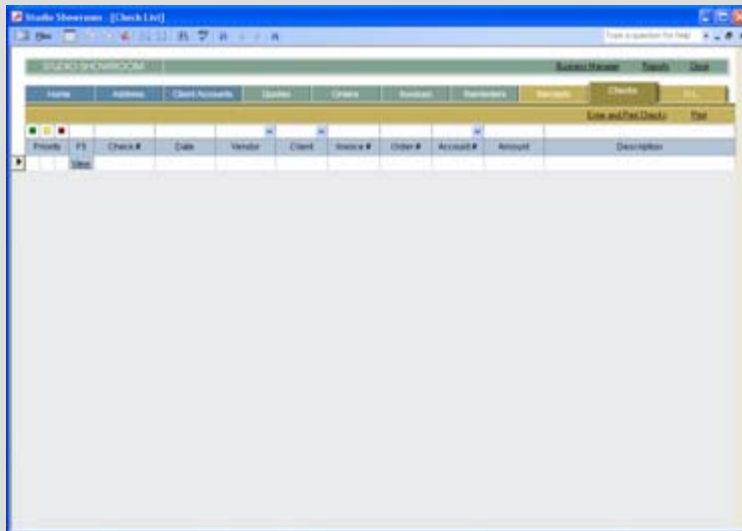 Studio Showroom - [Check List]
Type a question for help
STUDIO SHOWROOM Business Manager Reports Close
Home Address Client Accounts Quotes Orders Invoices Reminders Receipts Checks G.L.
Enter and Print Checks Print
Priority FS Check # Date Vendor Client Invoice # Order # Account # Amount Description
View